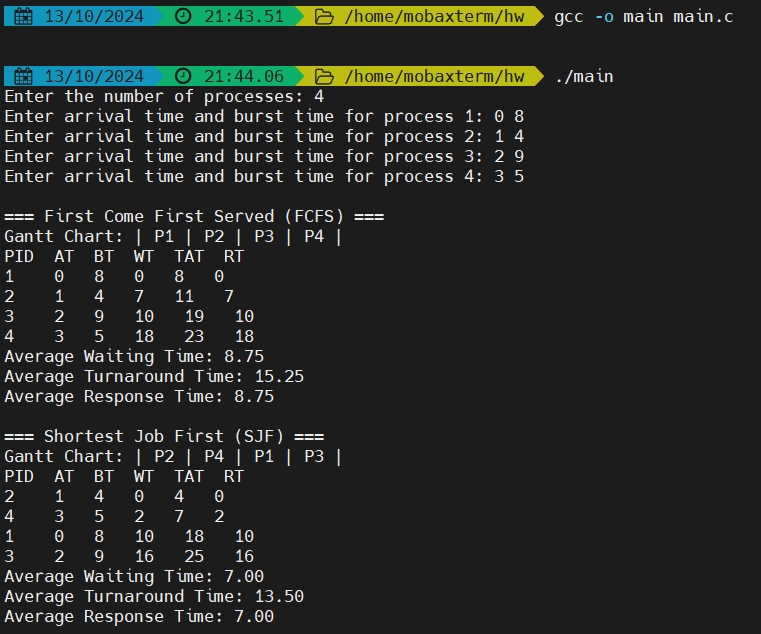 13/10/2024 21:43.51 /home/mobaxterm/hw gcc -o main main.c
13/10/2024 21:44.06 /home/mobaxterm/hw ./main
Enter the number of processes: 4
Enter arrival time and burst time for process 1: 0 8
Enter arrival time and burst time for process 2: 1 4
Enter arrival time and burst time for process 3: 2 9
Enter arrival time and burst time for process 4: 3 5
=== First Come First Served (FCFS) ===
Gantt Chart: | P1 | P2 | P3 | P4 |
PID  AT  BT  WT  TAT  RT
1    0   8   0   8   0
2    1   4   7   11   7
3    2   9   10   19   10
4    3   5   18   23   18
Average Waiting Time: 8.75
Average Turnaround Time: 15.25
Average Response Time: 8.75
=== Shortest Job First (SJF) ===
Gantt Chart: | P2 | P4 | P1 | P3 |
PID  AT  BT  WT  TAT  RT
2    1   4   0   4   0
4    3   5   2   7   2
1    0   8   10   18   10
3    2   9   16   25   16
Average Waiting Time: 7.00
Average Turnaround Time: 13.50
Average Response Time: 7.00